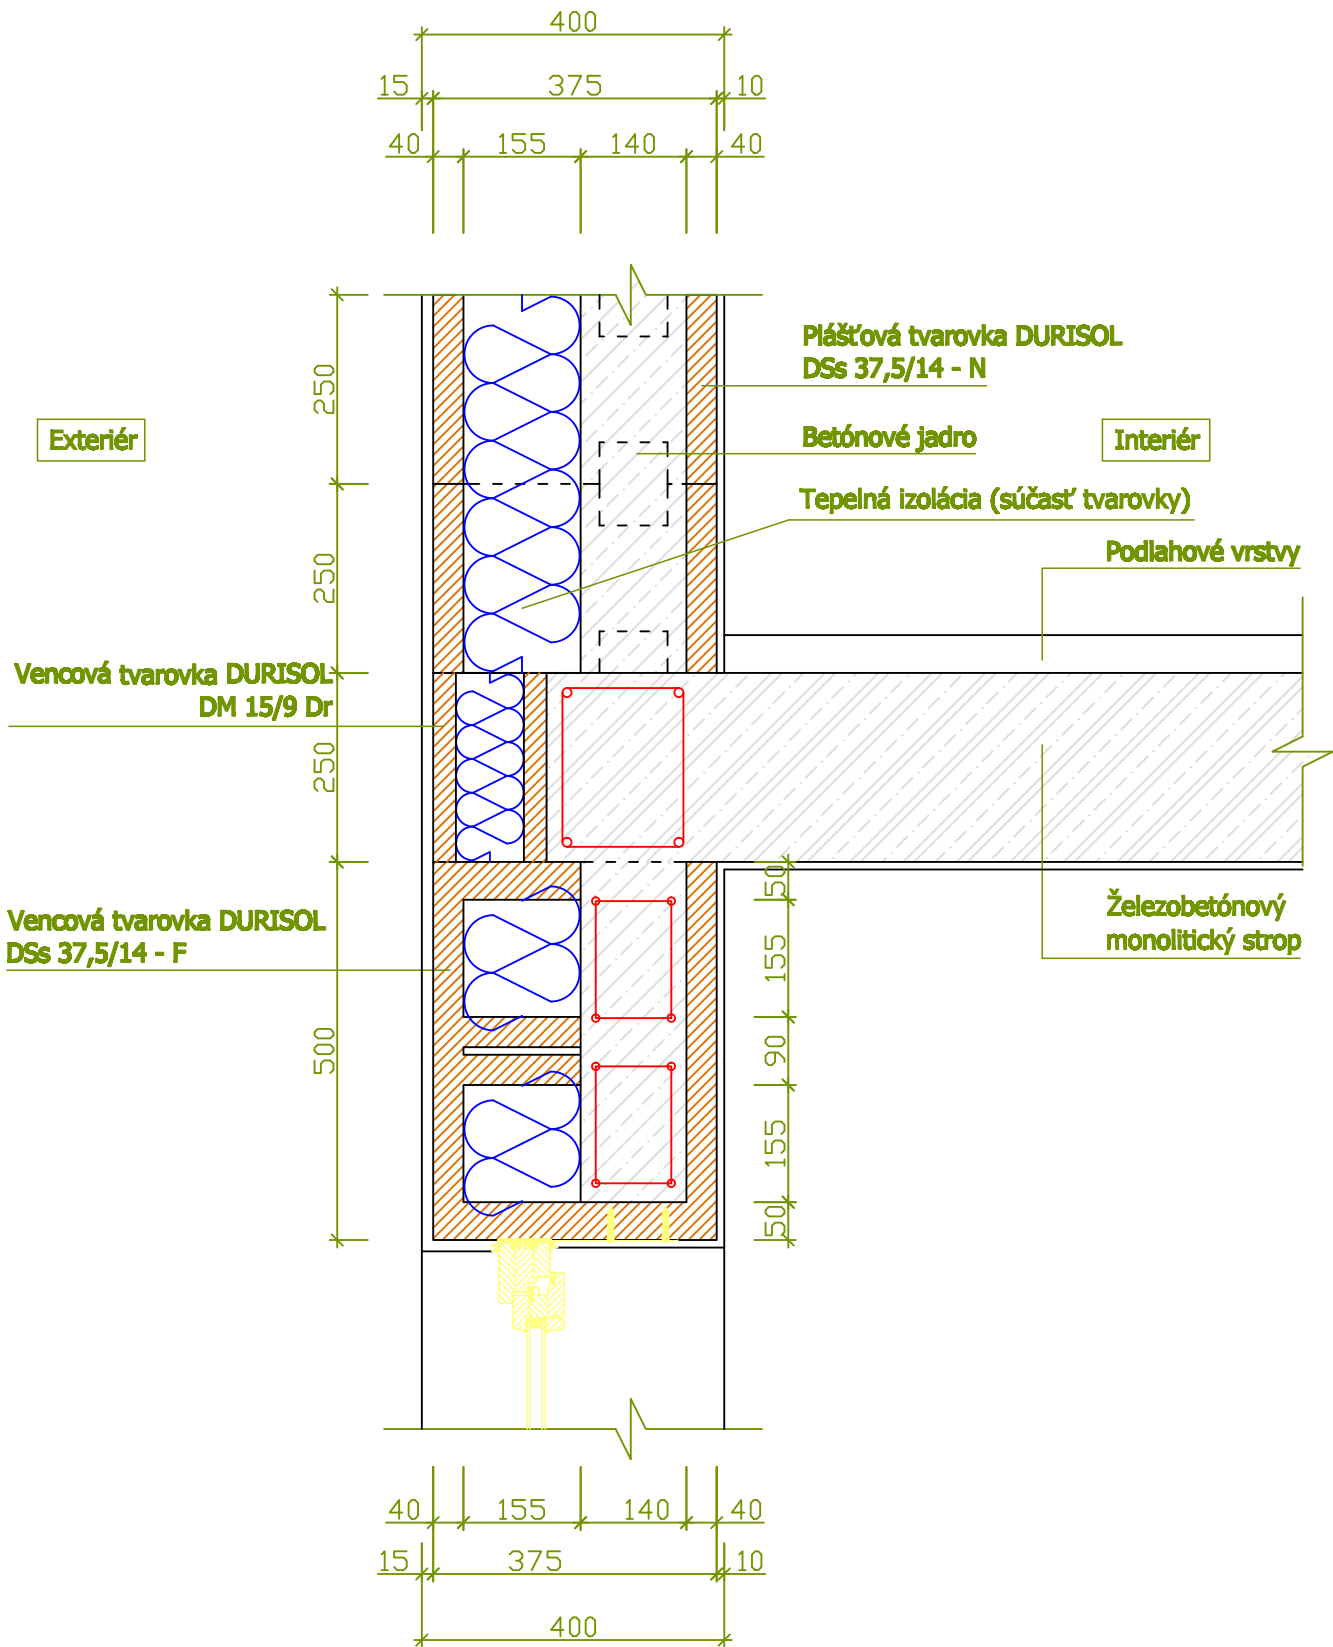 400
15 375 10
40 155 140 40
250
250
250
500
Plášťová tvarovka DURISOL
DSs 37,5/14 - N
Exteriér
Betónové jadro
Interiér
Tepelná izolácia (súčasť tvarovky)
Podlahové vrstvy
Vencová tvarovka DURISOL
DM 15/9 Dr
Vencová tvarovka DURISOL
DSs 37,5/14 - F
Železobetónový
monolitický strop
50
155
90
155
50
40 155 140 40
15 375 10
400